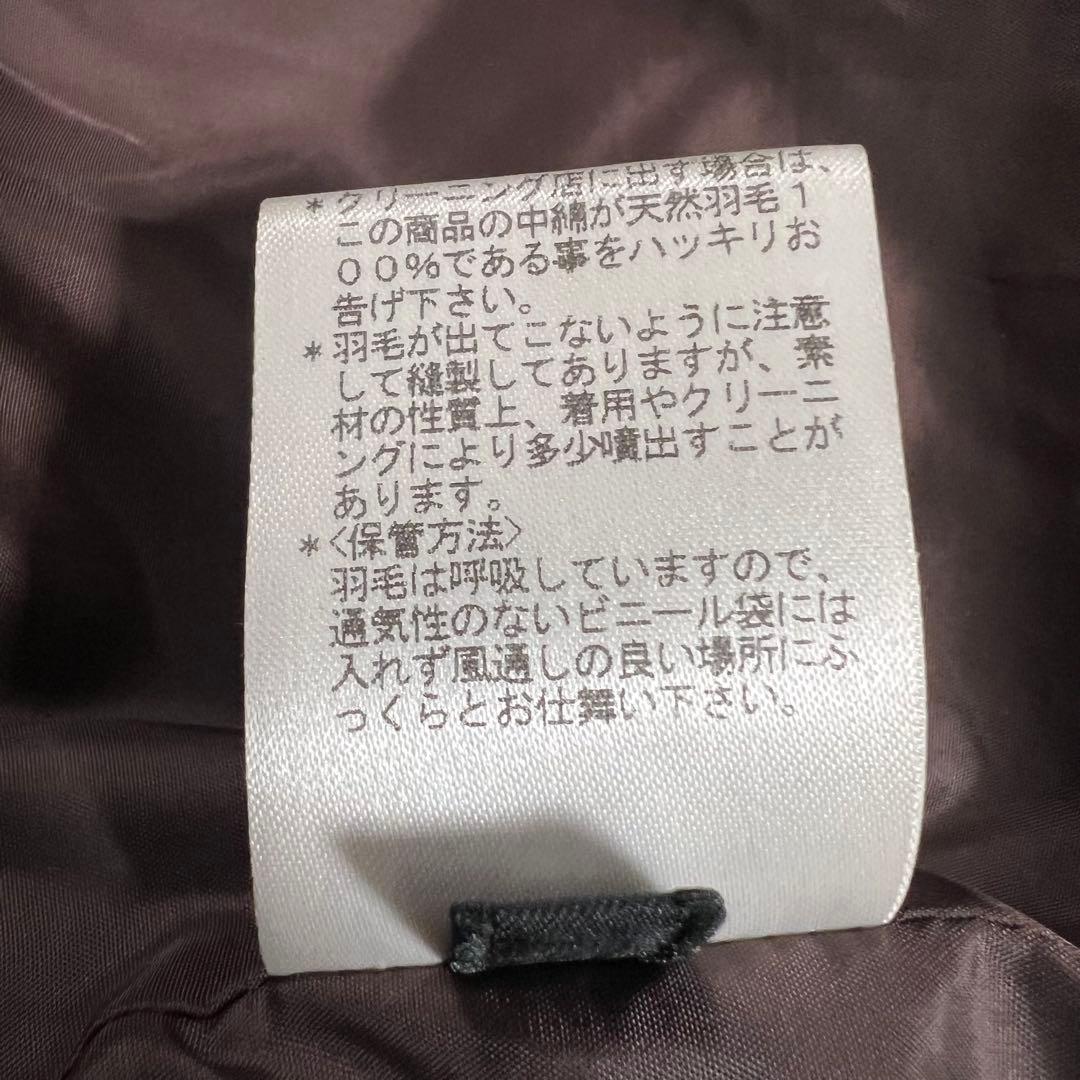 *クリーニング店に出す場合は、
この商品の中綿が天然羽毛1
00%である事をハッキリお
告げ下さい。
*羽毛が出てこないように注意
して縫製してありますが、素
材の性質上、着用やクリーニ
ングにより多少噴出すことが
あります。
*〈保管方法〉
羽毛は呼吸していますので、
通気性のないビニール袋には
入れず風通しの良い場所にふ
っくらとお仕舞い下さい。